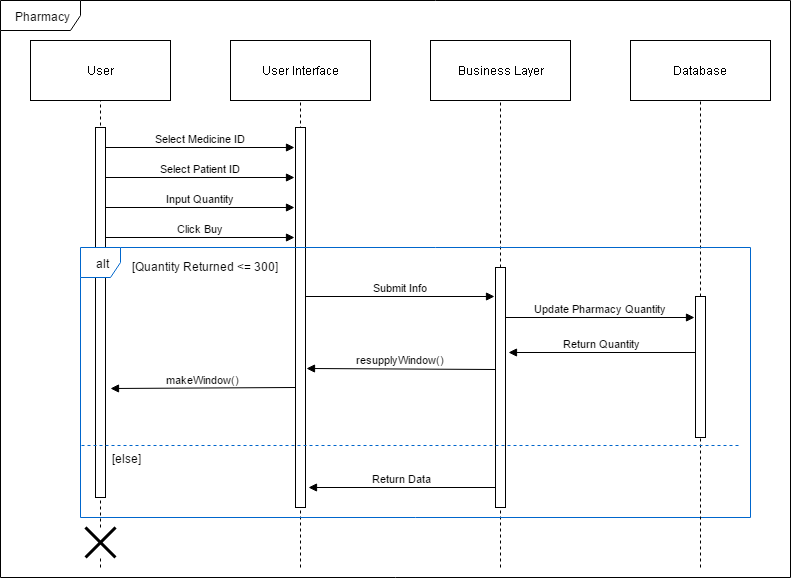 Pharmacy
User
User Interface
Business Layer
Database
Select Medicine ID
Select Patient ID
Input Quantity
Click Buy
alt
[Quantity Returned <= 300]
Submit Info
Update Pharmacy Quantity
Return Quantity
resupplyWindow()
makeWindow()
[else]
Return Data